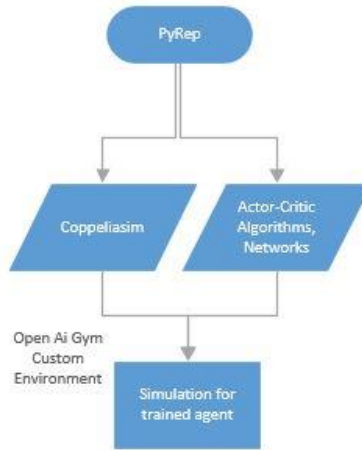 PyRep
Coppeliasim
Actor-Critic
Algorithms,
Networks
Open Ai Gym
Custom
Environment
Simulation for
trained agent